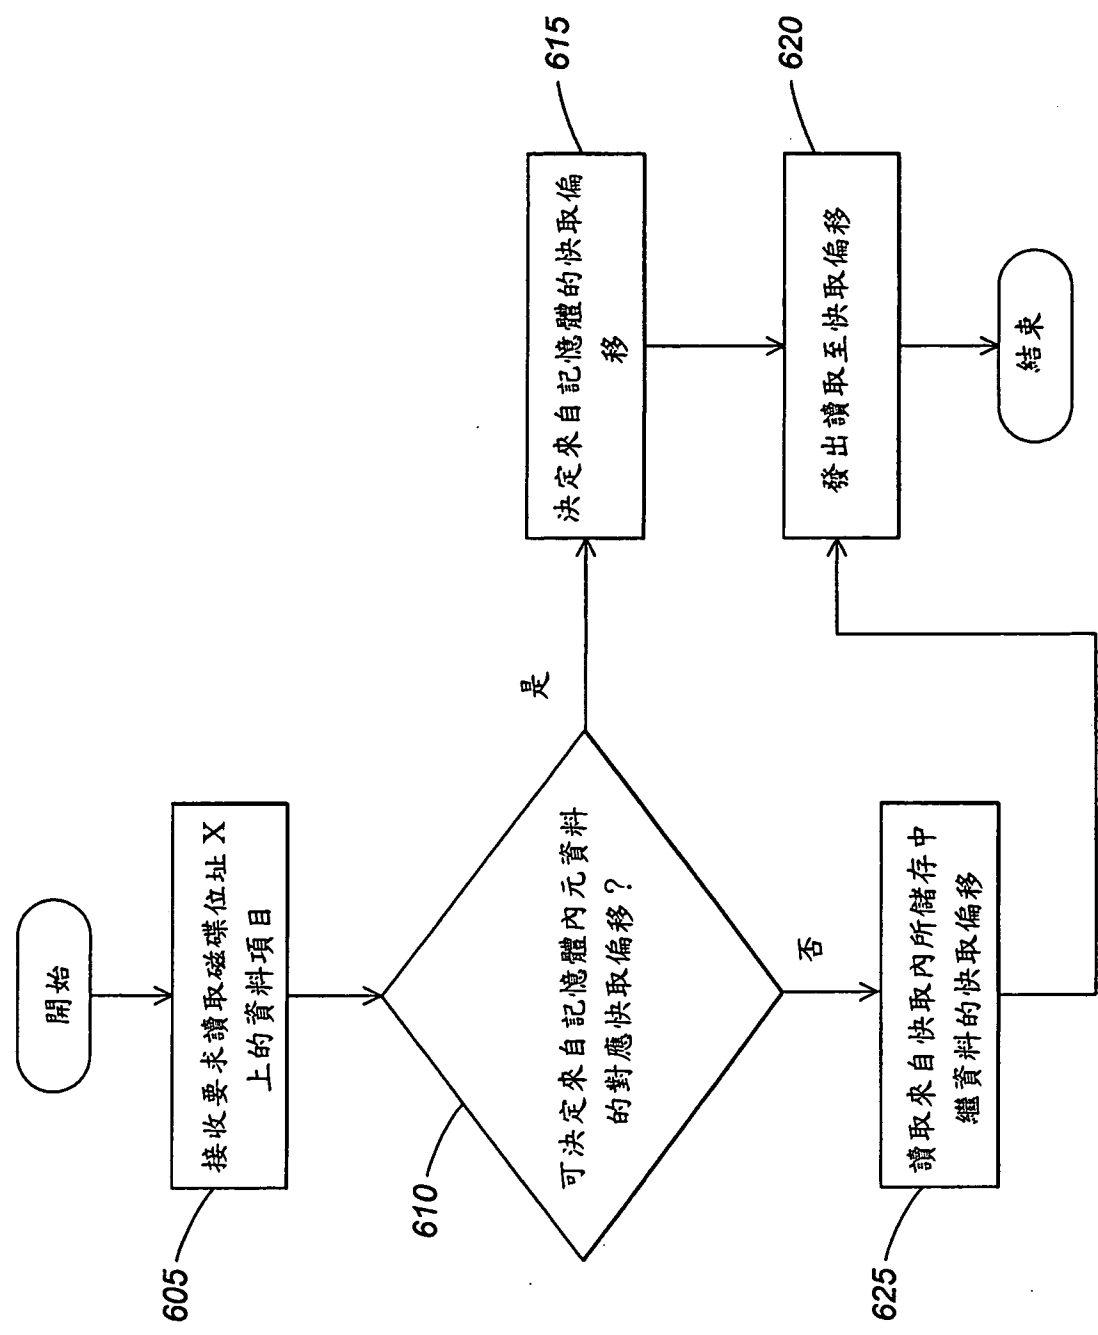 開始
接收要求讀取磁碟位址X
上的資料項目
605
可決定來自記憶體內元資料
的對應快取偏移?
610
是
決定來自記憶體的快取偏
移
615
發出讀取至快取偏移
620
結束
否
讀取來自快取內所儲存中
繼資料的快取偏移
625